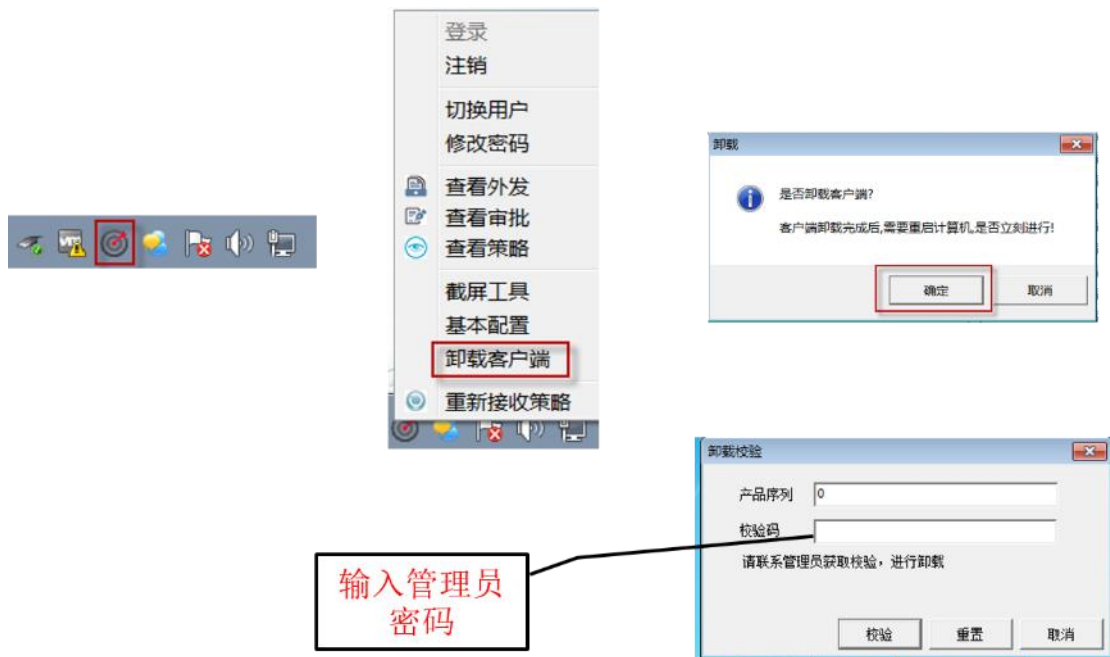 登录
注销
切换用户
修改密码
查看外发
查看审批
查看策略
截屏工具
基本配置
卸载客户端
重新接收策略
卸载
是否卸载客户端?
客户端卸载完成后,需要重启计算机,是否立刻进行!
确定
取消
卸载校验
产品序列 0
校验码
请联系管理员获取校验，进行卸载
校验 重置 取消
输入管理员
密码